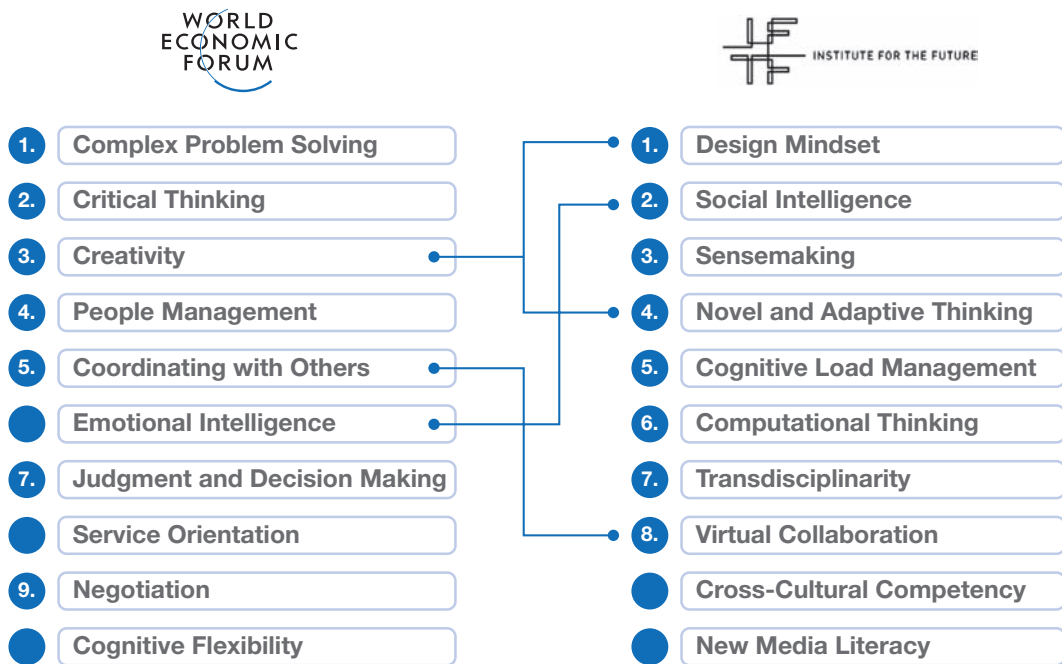 WORLD
ECONOMIC
FORUM
INSTITUTE FOR THE FUTURE
1. Complex Problem Solving
2. Critical Thinking
3. Creativity
4. People Management
5. Coordinating with Others
Emotional Intelligence
7. Judgment and Decision Making
Service Orientation
9. Negotiation
Cognitive Flexibility
1. Design Mindset
2. Social Intelligence
3. Sensemaking
4. Novel and Adaptive Thinking
5. Cognitive Load Management
6. Computational Thinking
7. Transdisciplinarity
8. Virtual Collaboration
Cross-Cultural Competency
New Media Literacy